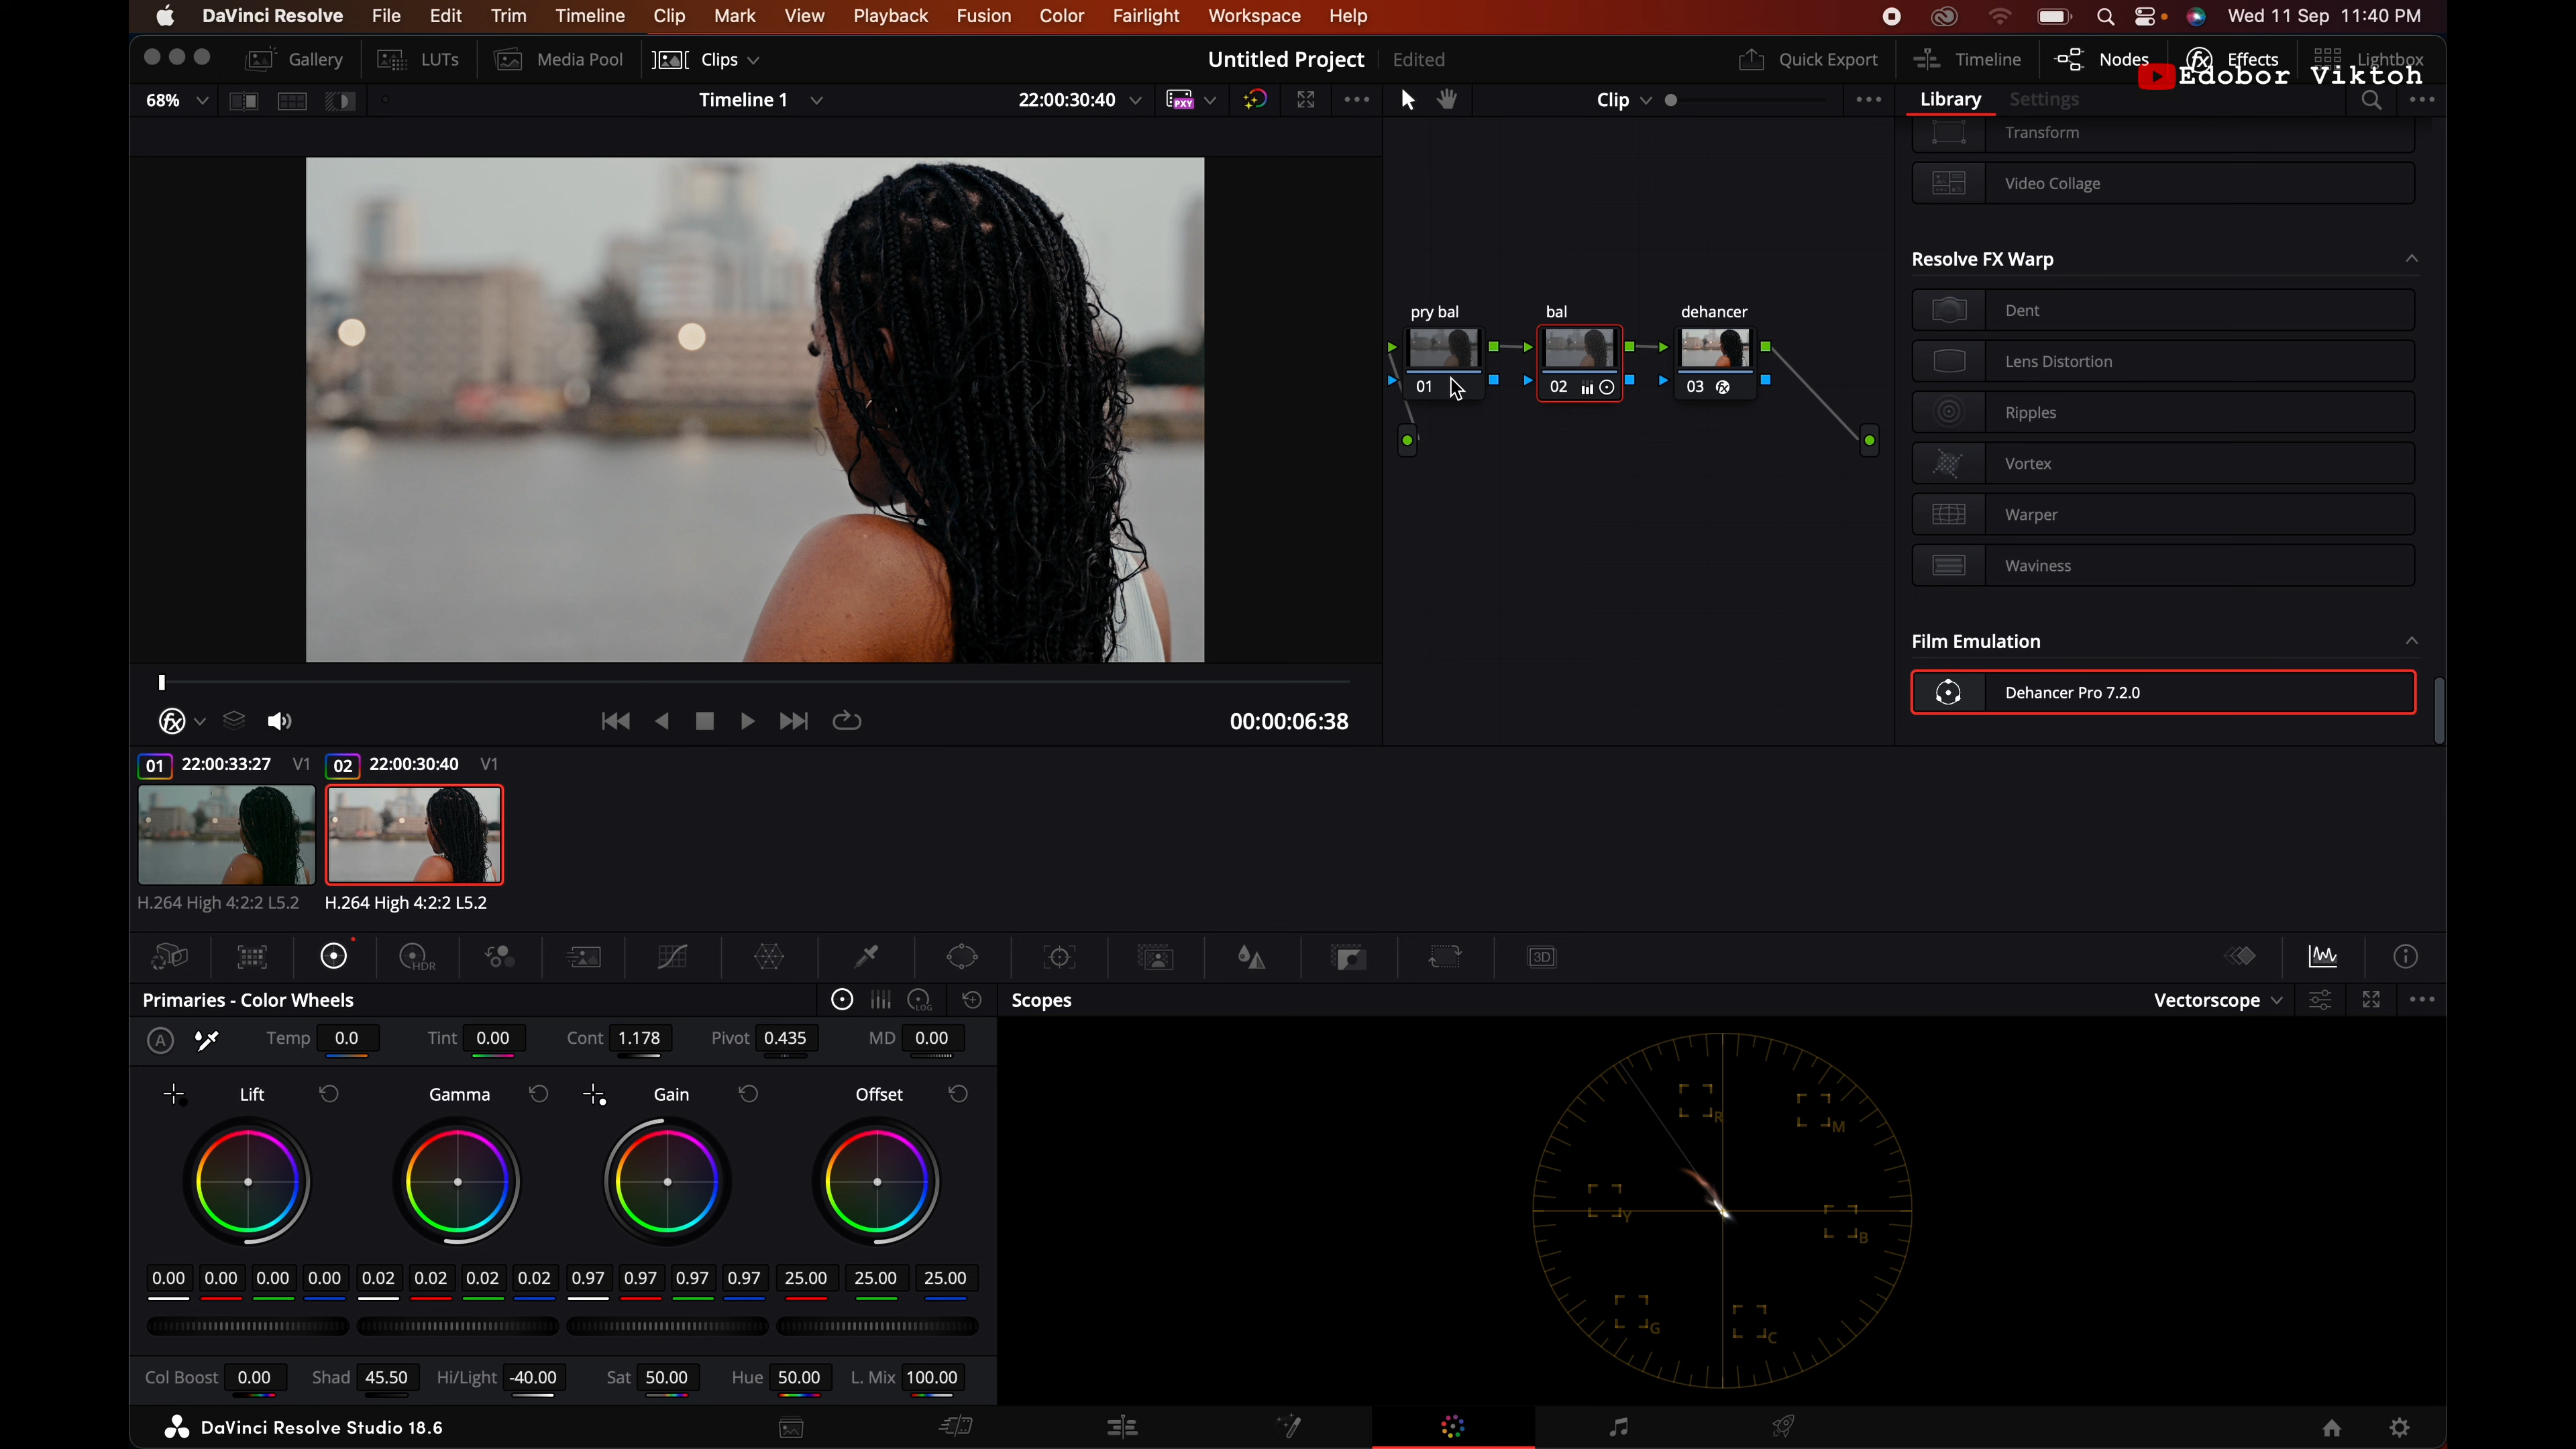 DaVinci Resolve File Edit Trim Timeline Clip Mark View Playback Fusion Color Fairlight Workspace Help Wed 11 Sep 11:40 PM
Gallery LUTs Media Pool Clips Untitled Project Edited Quick Export Timeline Nodes Effects Lightbox
Edobor Viktoh
68% Timeline 1 22:00:30:40 PXY Clip Library Settings
Transform
Video Collage
Resolve FX Warp
Dent
Lens Distortion
Ripples
Vortex
Warper
Waviness
Film Emulation
Dehancer Pro 7.2.0
pry bal bal dehancer
01 02 03
00:00:06:38
01 22:00:33:27 V1 02 22:00:30:40 V1
H.264 High 4:2:2 L5.2 H.264 High 4:2:2 L5.2
HDR 3D
Primaries - Color Wheels LOG Scopes Vectorscope
A Temp 0.0 Tint 0.00 Cont 1.178 Pivot 0.435 MD 0.00
Lift Gamma Gain Offset
R M
Y B
G C
0.00 0.00 0.00 0.00 0.02 0.02 0.02 0.02 0.97 0.97 0.97 0.97 25.00 25.00 25.00
Col Boost 0.00 Shad 45.50 Hi/Light -40.00 Sat 50.00 Hue 50.00 L. Mix 100.00
DaVinci Resolve Studio 18.6